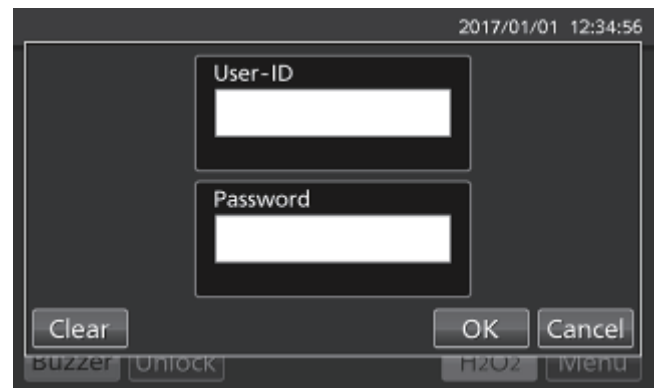 2017/01/01 12:34:56
User-ID
Password
Clear OK Cancel
Buzzer Unlock H2O2 Menu